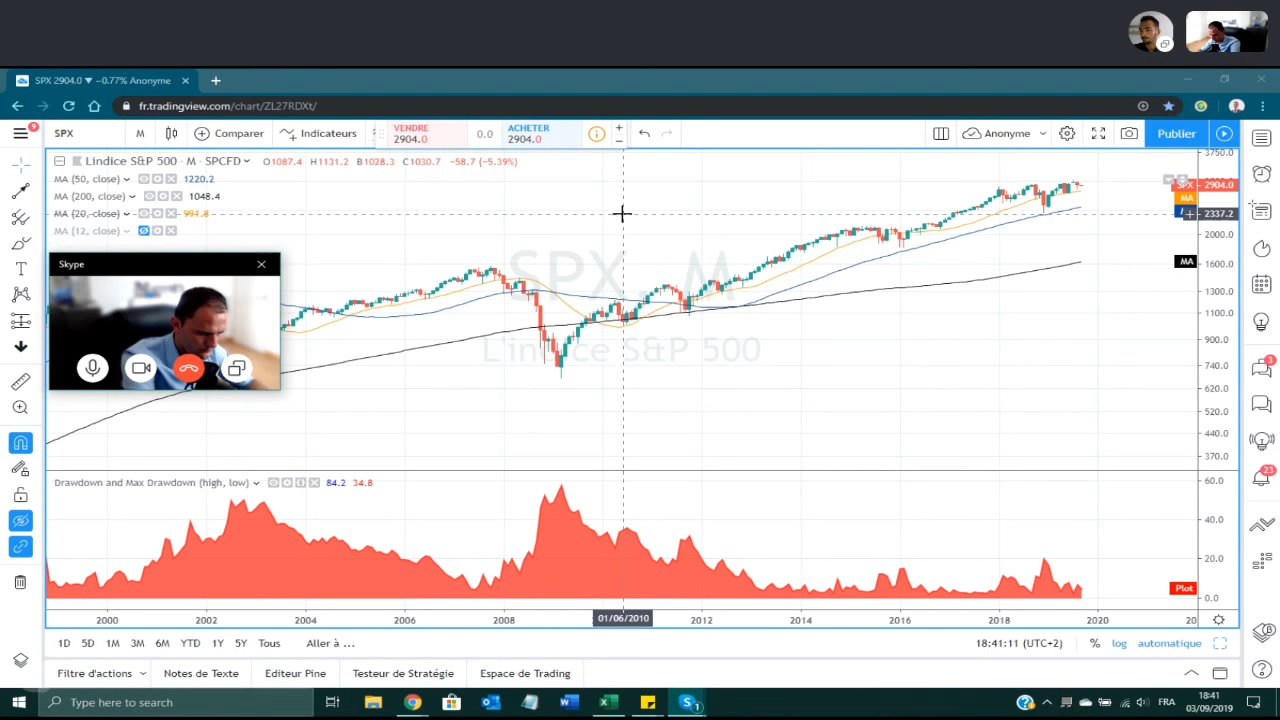 SPX 2904.0 ▼ −0.77% Anonyme
fr.tradingview.com/chart/ZL27RDXt/
9
SPX
M
Comparer
Indicateurs
VENDRE
2904.0
0.0
ACHETER
2904.0
Anonyme
Publier
L'indice S&P 500 - M - SPCFD
O1087.4 H1131.2 B1028.3 C1030.7 −58.7 (−5.39%)
MA (50, close) 1220.2
MA (200, close) 1048.4
MA (20, close) 991.8
MA (12, close)
Skype
SPX, M
L'indice S&P 500
3750.0
SPX 2904.0
MA
2337.2
2000.0
MA
1600.0
1300.0
1100.0
900.0
740.0
620.0
520.0
440.0
370.0
Drawdown and Max Drawdown (high, low) 84.2 34.8
60.0
40.0
20.0
Plot
0.0
3
23
2000 2002 2004 2006 2008 01/06/2010 2012 2014 2016 2018 2020
1D 5D 1M 3M 6M YTD 1Y 5Y Tous Aller à ...
18:41:11 (UTC+2) % log automatique
Filtre d'actions Notes de Texte Editeur Pine Testeur de Stratégie Espace de Trading
Type here to search
1
FRA
18:41
03/09/2019